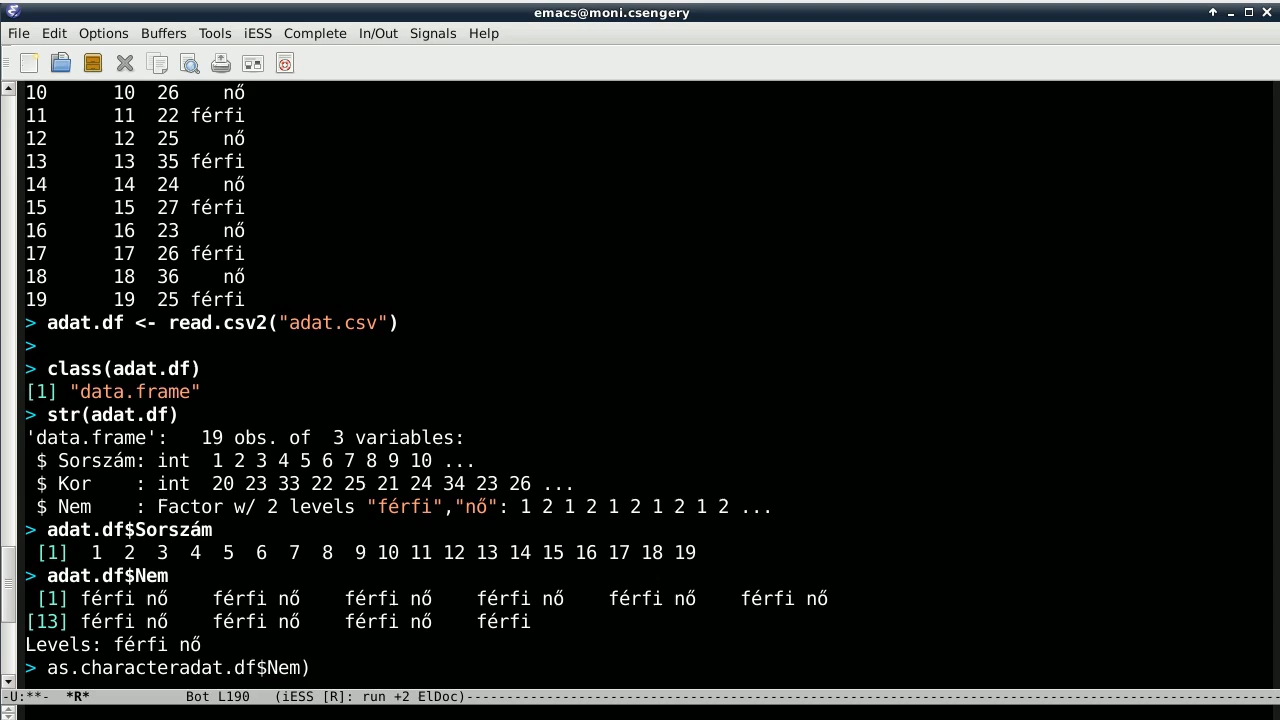 emacs@moni.csengery
File Edit Options Buffers Tools iESS Complete In/Out Signals Help
10      10  26    nő
11      11  22 férfi
12      12  25    nő
13      13  35 férfi
14      14  24    nő
15      15  27 férfi
16      16  23    nő
17      17  26 férfi
18      18  36    nő
19      19  25 férfi
> adat.df <- read.csv2("adat.csv")
>
> class(adat.df)
[1] "data.frame"
> str(adat.df)
'data.frame':   19 obs. of  3 variables:
 $ Sorszám: int  1 2 3 4 5 6 7 8 9 10 ...
 $ Kor    : int  20 23 33 22 25 21 24 34 23 26 ...
 $ Nem    : Factor w/ 2 levels "férfi","nő": 1 2 1 2 1 2 1 2 1 2 ...
> adat.df$Sorszám
 [1]  1  2  3  4  5  6  7  8  9 10 11 12 13 14 15 16 17 18 19
> adat.df$Nem
 [1] férfi nő    férfi nő    férfi nő    férfi nő    férfi nő    férfi nő
[13] férfi nő    férfi nő    férfi nő    férfi
Levels: férfi nő
> as.characteradat.df$Nem)
-U:**-  *R*         Bot L190   (iESS [R]: run +2 ElDoc)--------------------------------------------------------------------------